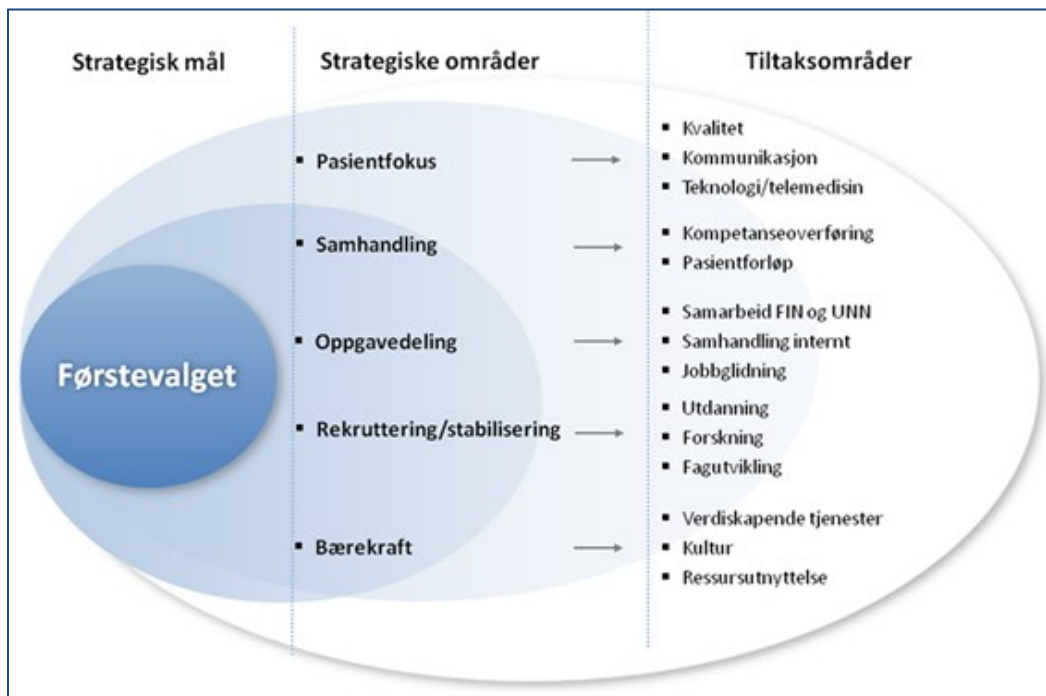 Strategisk mål
Strategiske områder
Tiltaksområder
Førstevalget
▪ Pasientfokus
▪ Kvalitet
▪ Kommunikasjon
▪ Teknologi/telemedisin
▪ Samhandling
▪ Kompetanseoverføring
▪ Pasientforløp
▪ Oppgavedeling
▪ Samarbeid FIN og UNN
▪ Samhandling internt
▪ Jobbglidning
▪ Rekruttering/stabilisering
▪ Utdanning
▪ Forskning
▪ Fagutvikling
▪ Bærekraft
▪ Verdiskapende tjenester
▪ Kultur
▪ Ressursutnyttelse